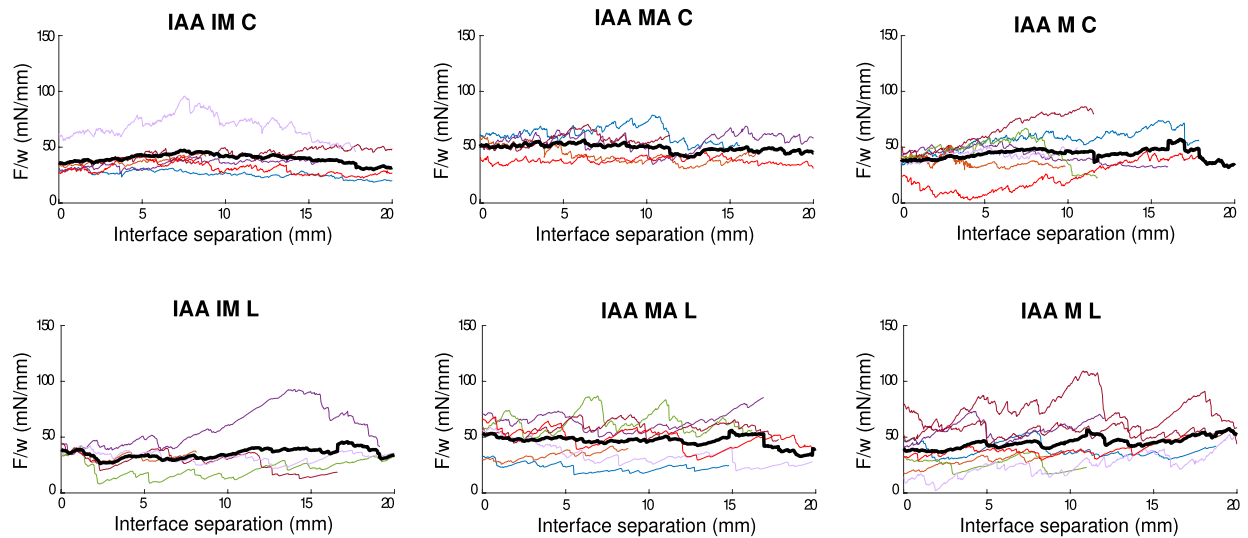 IAA IM C
IAA MA C
IAA M C
150
100
50
0
F/w (mN/mm)
0 5 10 15 20
Interface separation (mm)
150
100
50
0
F/w (mN/mm)
0 5 10 15 20
Interface separation (mm)
150
100
50
0
F/w (mN/mm)
0 5 10 15 20
Interface separation (mm)
IAA IM L
IAA MA L
IAA M L
150
100
50
0
F/w (mN/mm)
0 5 10 15 20
Interface separation (mm)
150
100
50
0
F/w (mN/mm)
0 5 10 15 20
Interface separation (mm)
150
100
50
0
F/w (mN/mm)
0 5 10 15 20
Interface separation (mm)